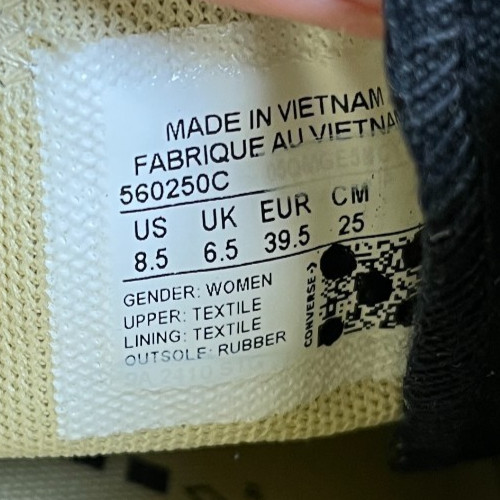 MADE IN VIETNAM
FABRIQUE AU VIETNAM
560250C
US UK EUR CM
8.5 6.5 39.5 25
GENDER: WOMEN
UPPER: TEXTILE
LINING: TEXTILE
OUTSOLE: RUBBER
CONVERSE